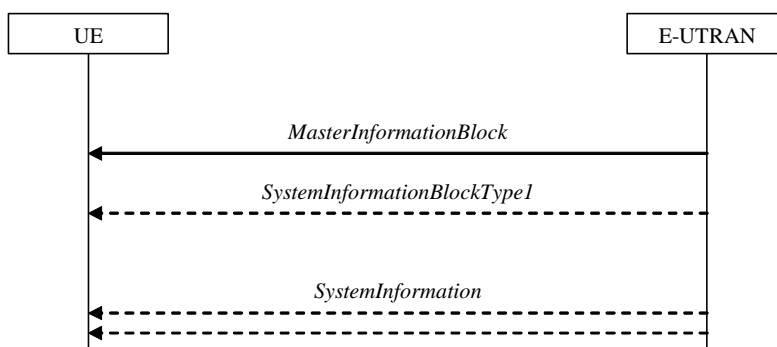 UE
E-UTRAN
MasterInformationBlock
SystemInformationBlockType1
SystemInformation